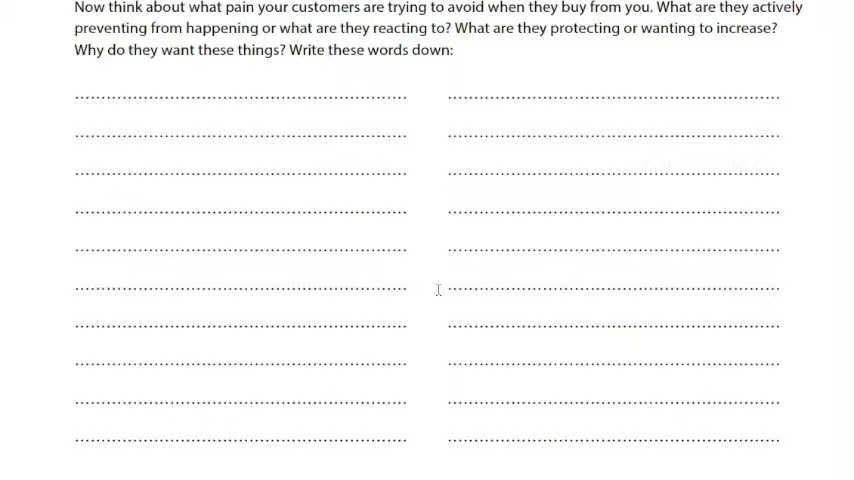 Now think about what pain your customers are trying to avoid when they buy from you. What are they actively
preventing from happening or what are they reacting to? What are they protecting or wanting to increase?
Why do they want these things? Write these words down: